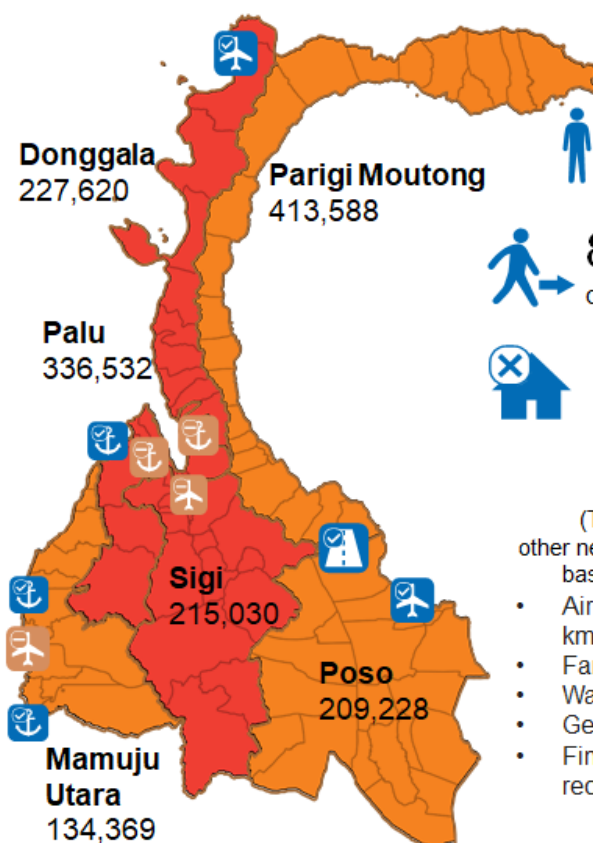 Donggala
227,620
Parigi Moutong
413,588
Palu
336,532
Sigi
215,030
Poso
209,228
Mamuju
Utara
134,369
other